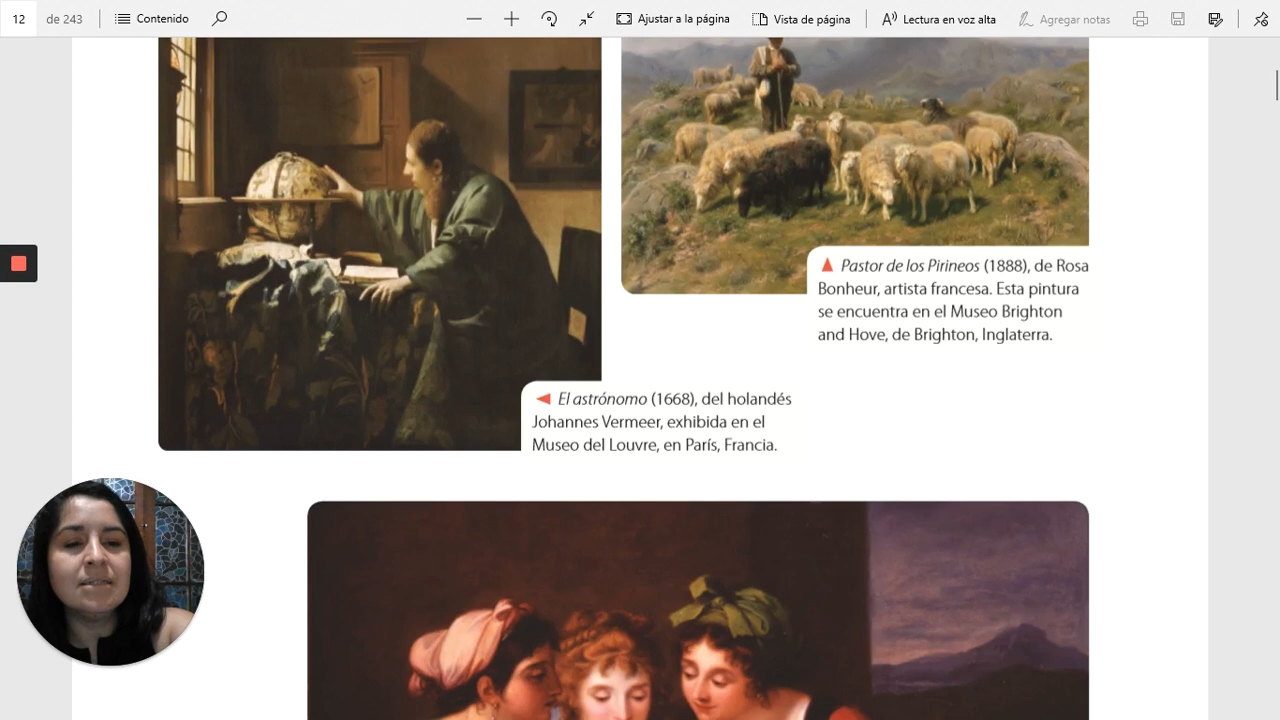 12 de 243 Contenido Ajustar a la página Vista de página Lectura en voz alta Agregar notas
Pastor de los Pirineos (1888), de Rosa
Bonheur, artista francesa. Esta pintura
se encuentra en el Museo Brighton
and Hove, de Brighton, Inglaterra.
El astrónomo (1668), del holandés
Johannes Vermeer, exhibida en el
Museo del Louvre, en París, Francia.